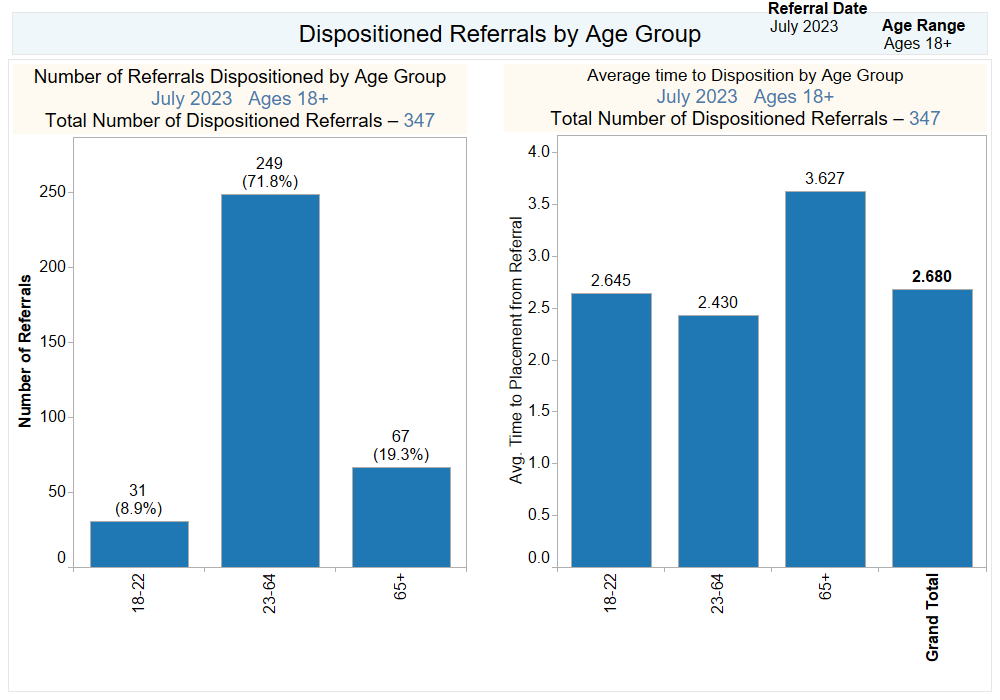 Dispositioned Referrals by Age Group
Referral Date
July 2023
Age Range
Ages 18+
Number of Referrals Dispositioned by Age Group
July 2023 Ages 18+
Total Number of Dispositioned Referrals – 347
Number of Referrals
250
200
150
100
50
0
249
(71.8%)
67
(19.3%)
31
(8.9%)
18-22
23-64
65+
Average time to Disposition by Age Group
July 2023 Ages 18+
Total Number of Dispositioned Referrals – 347
Avg. Time to Placement from Referral
4.0
3.5
3.0
2.5
2.0
1.5
1.0
0.5
0.0
2.645
2.430
3.627
2.680
18-22
23-64
65+
Grand Total